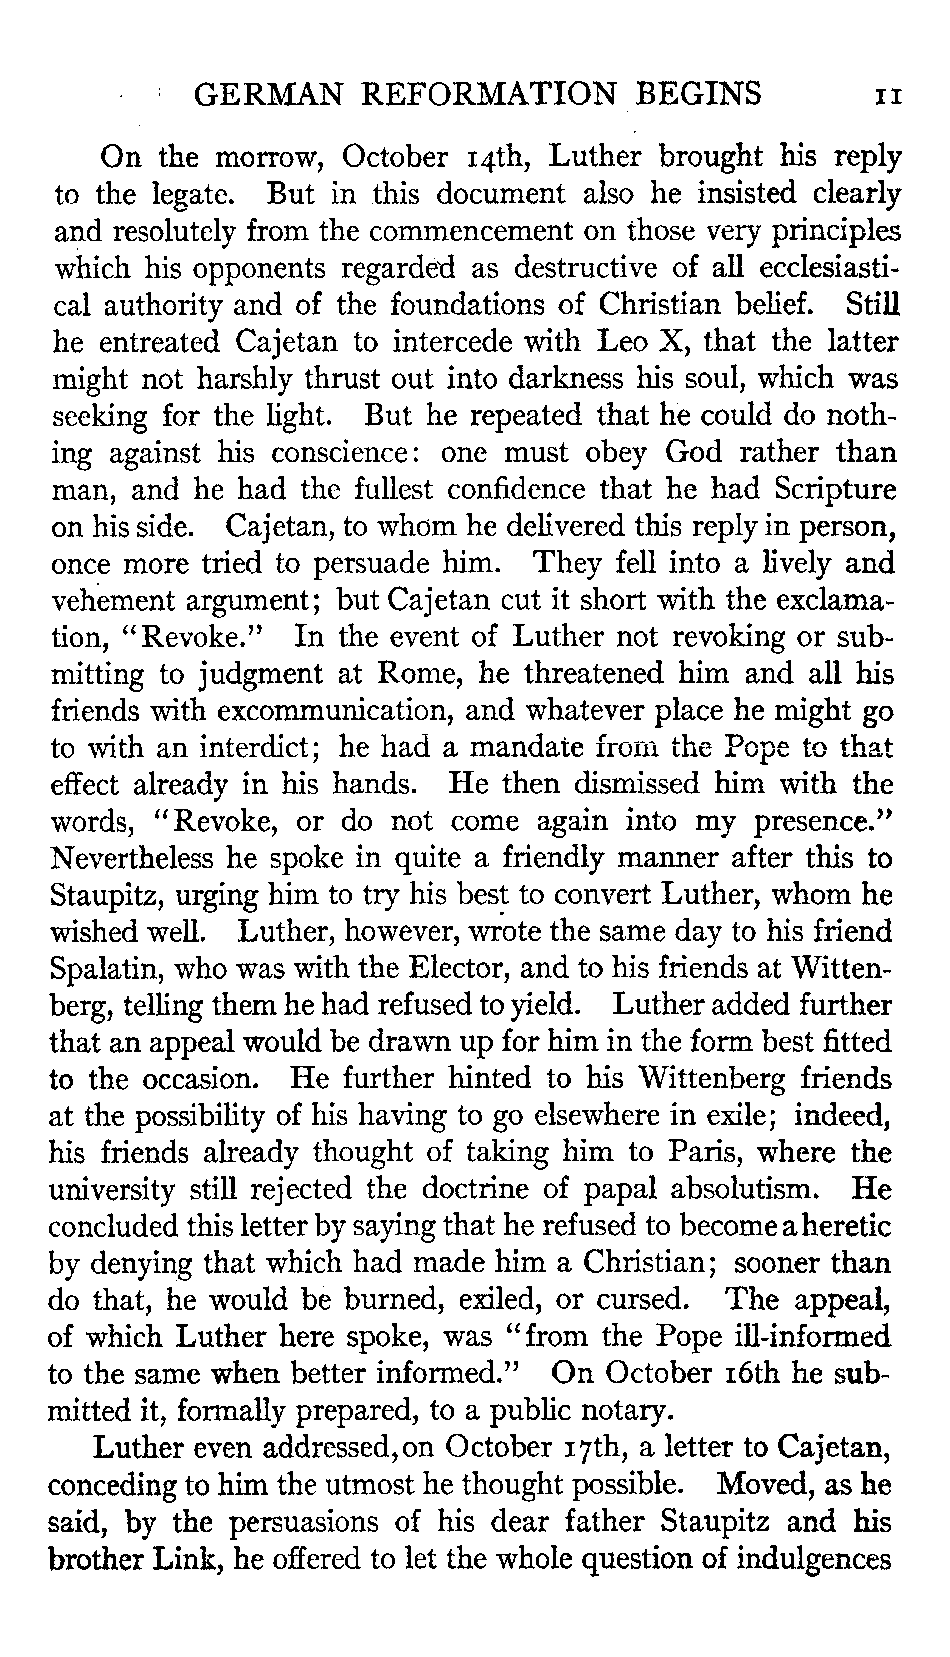 GERMAN REFORMATION BEGINS 11
On the morrow, October 14th, Luther brought his reply
to the legate. But in this document also he insisted clearly
and resolutely from the commencement on those very principles
which his opponents regarded as destructive of all ecclesiasti-
cal authority and of the foundations of Christian belief. Still
he entreated Cajetan to intercede with Leo X, that the latter
might not harshly thrust out into darkness his soul, which was
seeking for the light. But he repeated that he could do noth-
ing against his conscience: one must obey God rather than
man, and he had the fullest confidence that he had Scripture
on his side. Cajetan, to whom he delivered this reply in person,
once more tried to persuade him. They fell into a lively and
vehement argument; but Cajetan cut it short with the exclama-
tion, "Revoke." In the event of Luther not revoking or sub-
mitting to judgment at Rome, he threatened him and all his
friends with excommunication, and whatever place he might go
to with an interdict; he had a mandate from the Pope to that
effect already in his hands. He then dismissed him with the
words, "Revoke, or do not come again into my presence."
Nevertheless he spoke in quite a friendly manner after this to
Staupitz, urging him to try his best to convert Luther, whom he
wished well. Luther, however, wrote the same day to his friend
Spalatin, who was with the Elector, and to his friends at Witten-
berg, telling them he had refused to yield. Luther added further
that an appeal would be drawn up for him in the form best fitted
to the occasion. He further hinted to his Wittenberg friends
at the possibility of his having to go elsewhere in exile; indeed,
his friends already thought of taking him to Paris, where the
university still rejected the doctrine of papal absolutism. He
concluded this letter by saying that he refused to become a heretic
by denying that which had made him a Christian; sooner than
do that, he would be burned, exiled, or cursed. The appeal,
of which Luther here spoke, was "from the Pope ill-informed
to the same when better informed." On October 16th he sub-
mitted it, formally prepared, to a public notary.
Luther even addressed, on October 17th, a letter to Cajetan,
conceding to him the utmost he thought possible. Moved, as he
said, by the persuasions of his dear father Staupitz and his
brother Link, he offered to let the whole question of indulgences